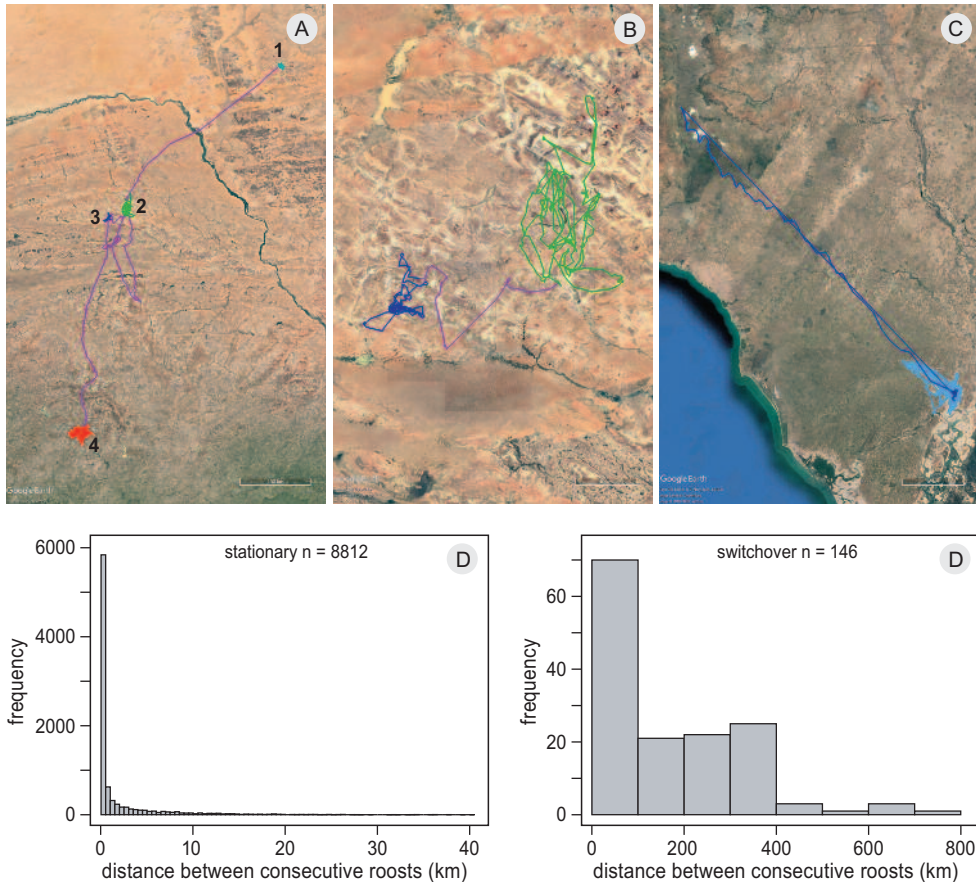 A
1
2
3
4
Google Earth
B
C
Google Earth
stationary n = 8812
D
6000
4000
2000
0
frequency
0
10
20
30
40
distance between consecutive roosts (km)
switchover n = 146
D
60
40
20
0
frequency
0
200
400
600
800
distance between consecutive roosts (km)